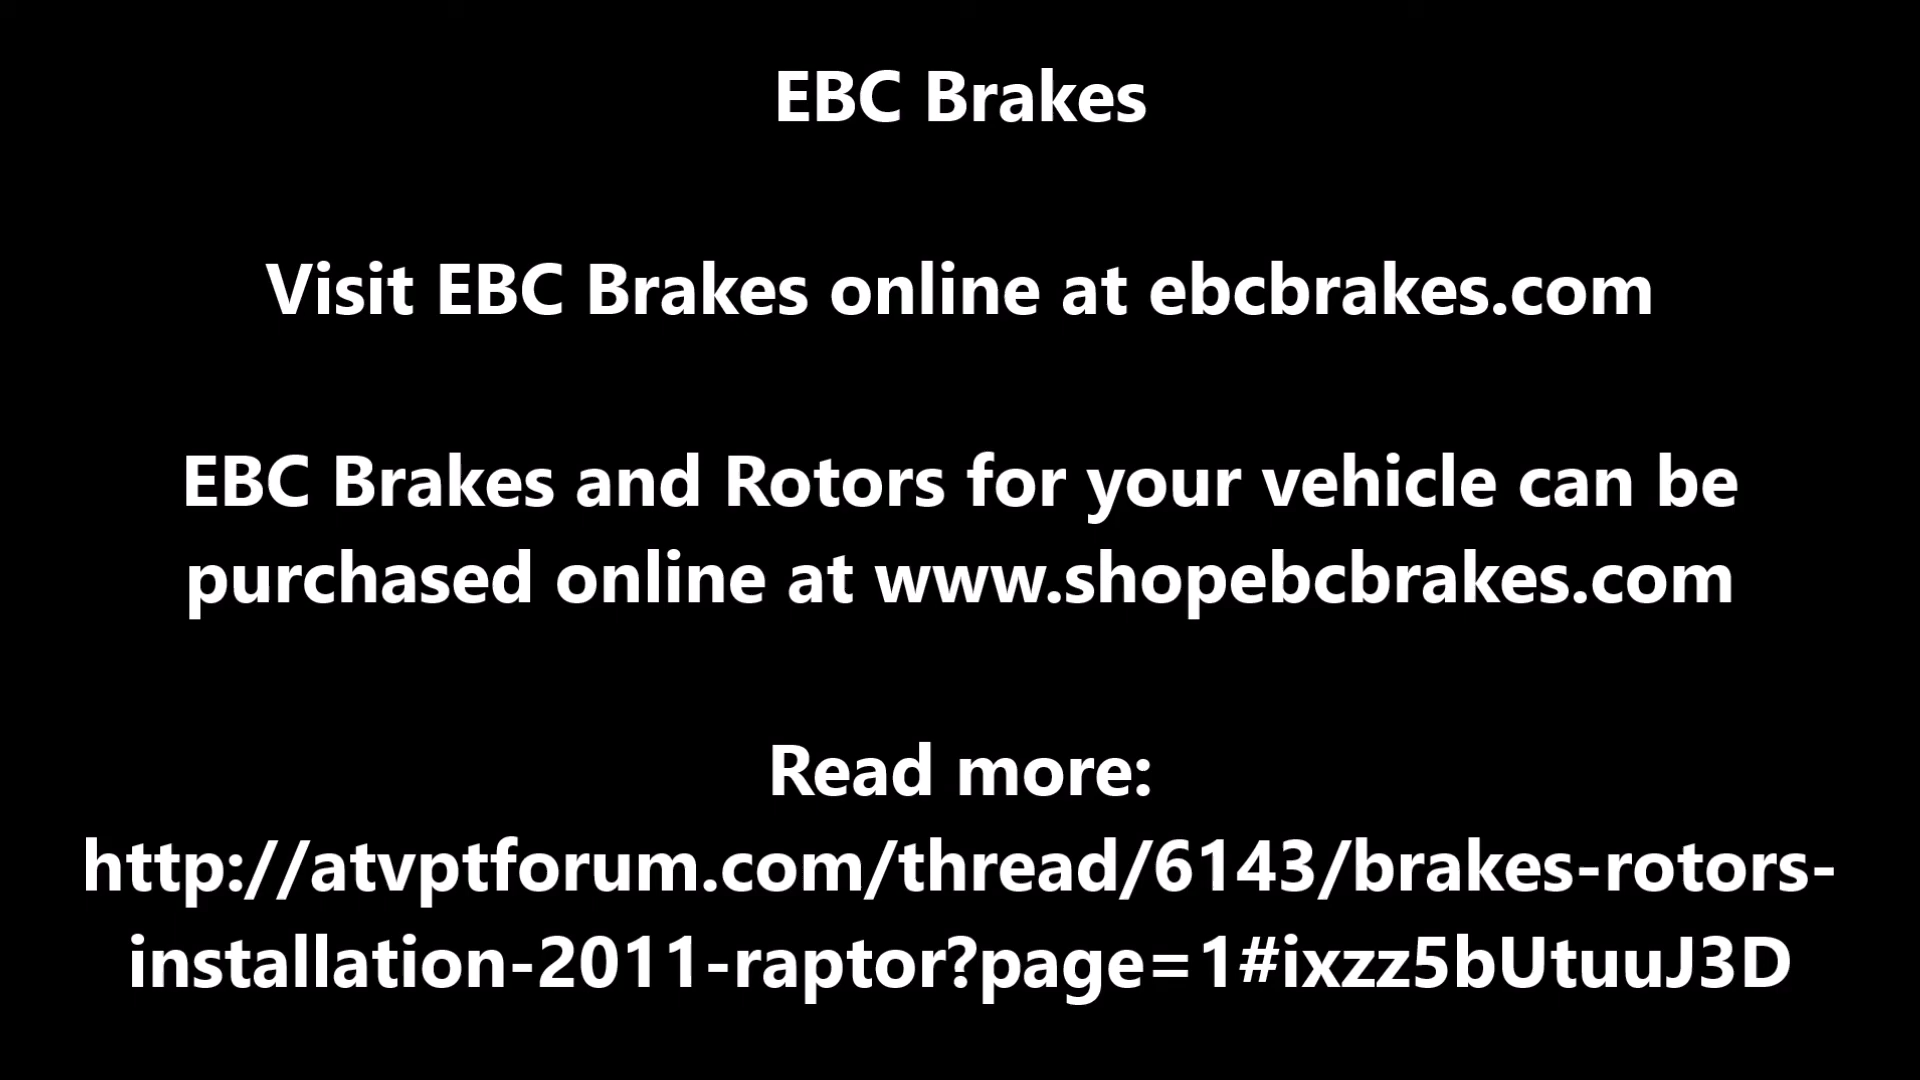 EBC Brakes
Visit EBC Brakes online at ebcbrakes.com
EBC Brakes and Rotors for your vehicle can be
purchased online at www.shopebcbrakes.com
Read more:
http://atvptforum.com/thread/6143/brakes-rotors-
installation-2011-raptor?page=1#ixzz5bUtuuJ3D